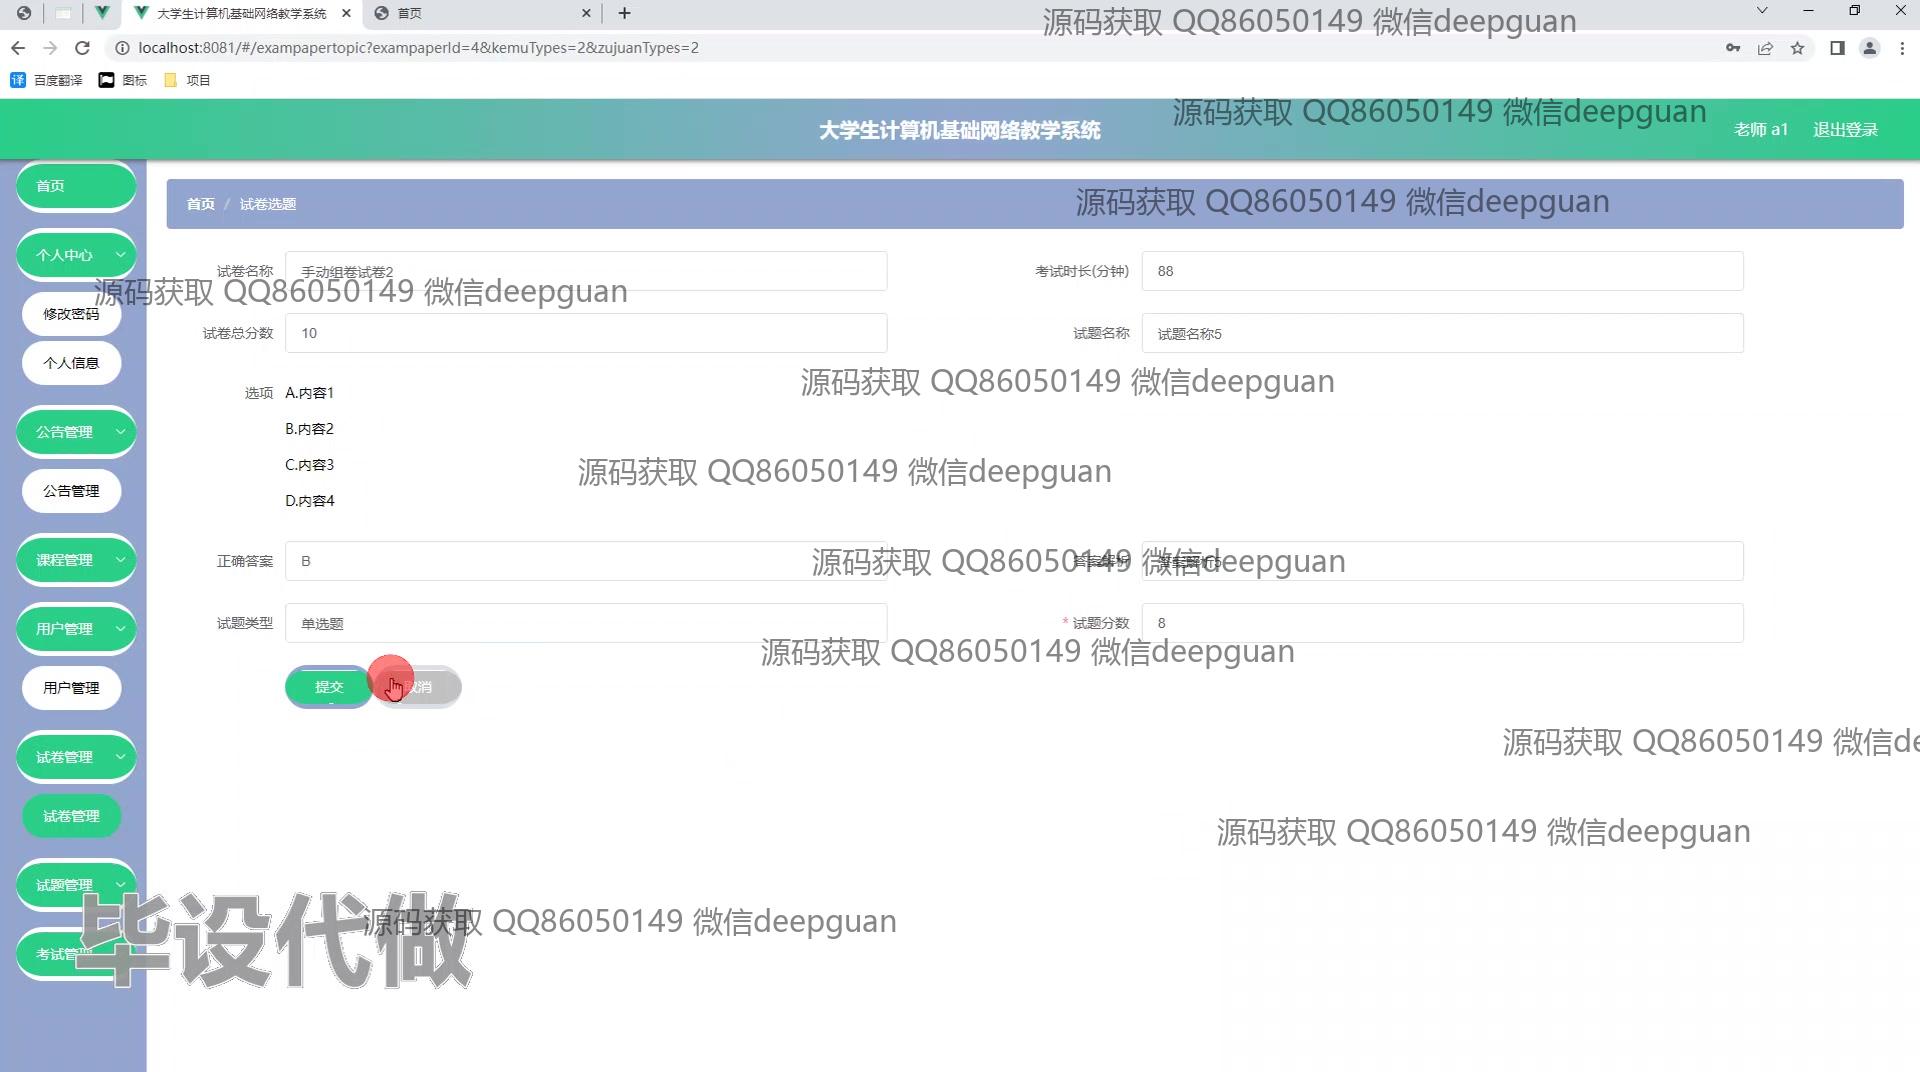 大学生计算机基础网络教学系统
首页
源码获取 QQ86050149 微信deepguan
localhost:8081/#/exampapertopic?exampaperId=4&kemuTypes=2&zujuanTypes=2
百度翻译
图标
项目
源码获取 QQ86050149 微信deepguan
大学生计算机基础网络教学系统
老师 a1
退出登录
首页
首页 / 试卷选题
源码获取 QQ86050149 微信deepguan
个人中心
试卷名称 手动组卷试卷2
考试时长(分钟) 88
源码获取 QQ86050149 微信deepguan
修改密码
试卷总分数 10
试题名称 试题名称5
个人信息
源码获取 QQ86050149 微信deepguan
选项 A.内容1
B.内容2
C.内容3
D.内容4
公告管理
源码获取 QQ86050149 微信deepguan
公告管理
课程管理
正确答案 B
源码获取 QQ86050149 微信deepguan
答案解析 答案解析5
用户管理
试题类型 单选题
* 试题分数 8
源码获取 QQ86050149 微信deepguan
用户管理
提交
取消
试卷管理
源码获取 QQ86050149 微信de
试卷管理
源码获取 QQ86050149 微信deepguan
试题管理
源码获取 QQ86050149 微信deepguan
毕设代做
考试管理